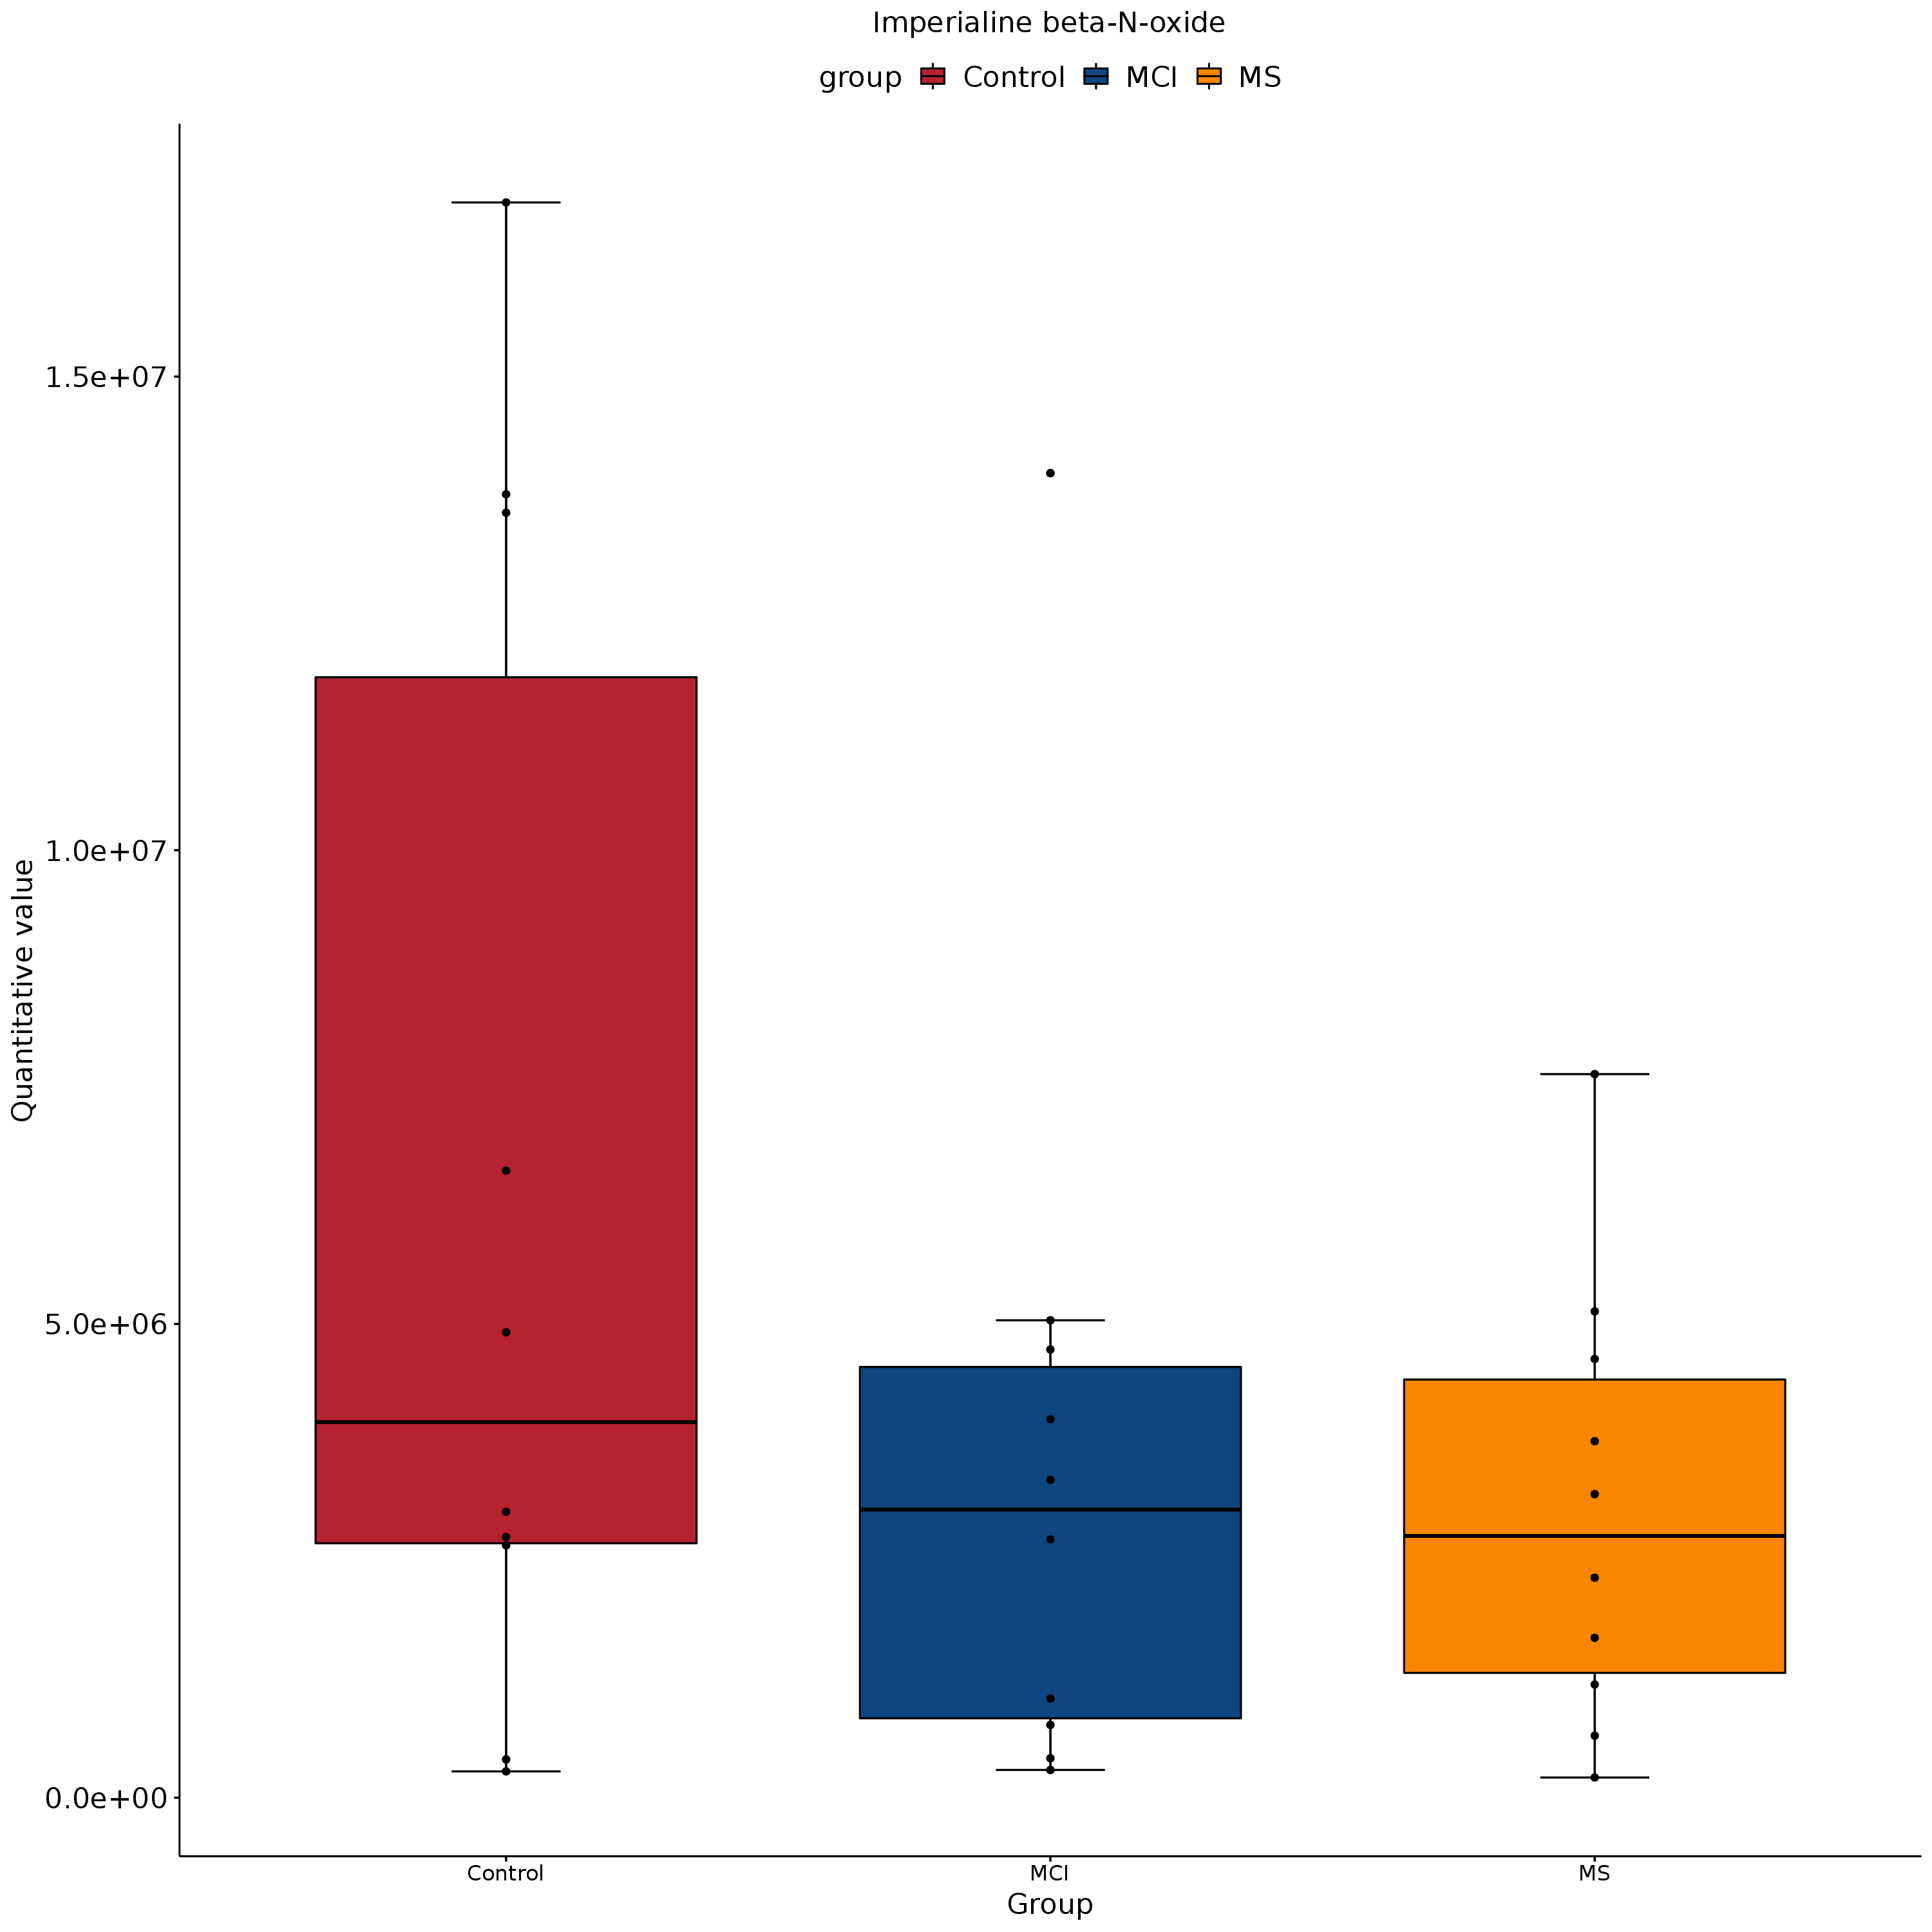 Imperialine beta-N-oxide
group Control MCI MS
1.5e+07
1.0e+07
5.0e+06
0.0e+00
Quantitative value
Control MCI MS
Group